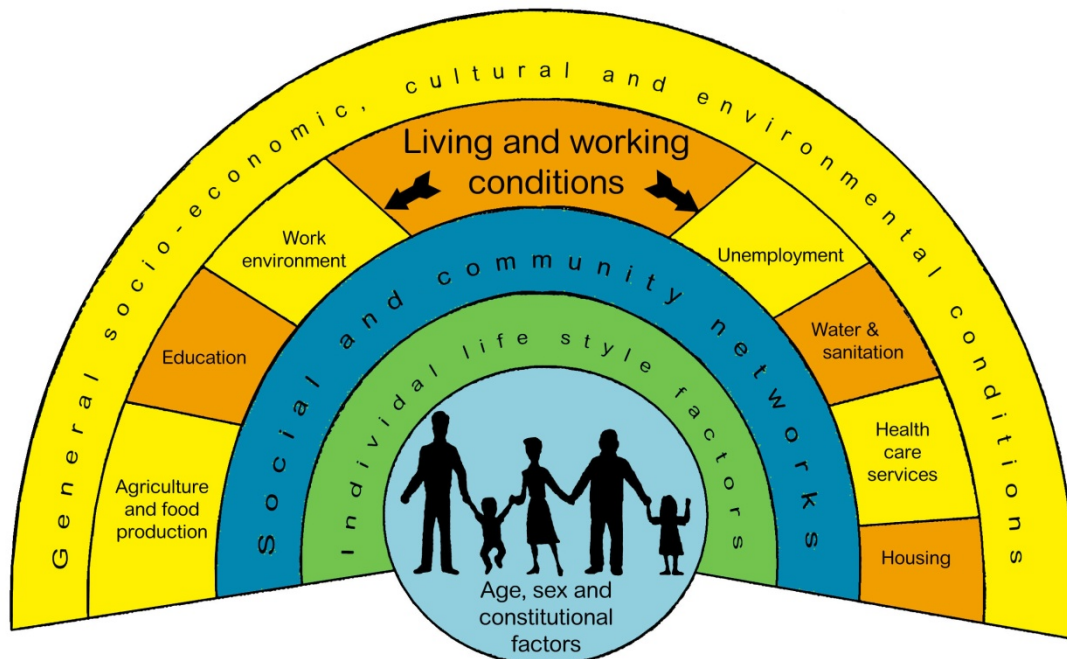 General socio-economic, cultural and environmental conditions
Living and working
conditions
Work
environment
Unemployment
Education
Water &
sanitation
Agriculture
and food
production
Health
care
services
Housing
Social and community networks
Individal life style factors
Age, sex and
constitutional
factors